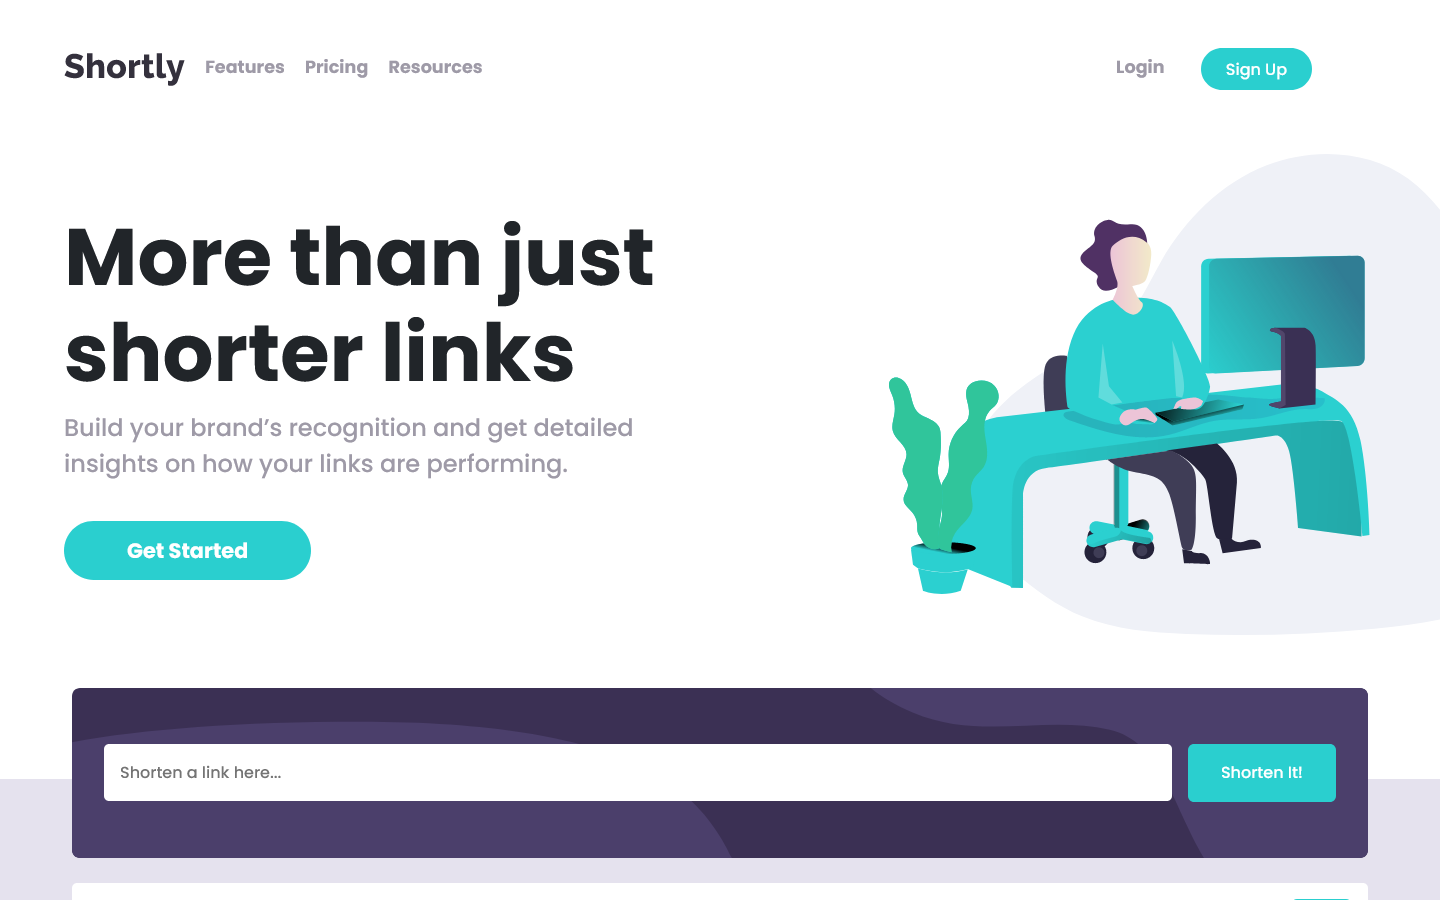 Shortly Features Pricing Resources Login Sign Up
More than just
shorter links
Build your brand’s recognition and get detailed
insights on how your links are performing.
Get Started
Shorten a link here... Shorten It!